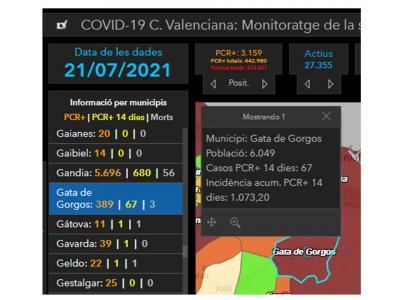 COVID-19 C. Valenciana: Monitoratge de la s
Data de les dades
21/07/2021
PCR+: 3.159
PCR+ totals: 442.980
Positius totals: 454.491
Posit.
Actius
27.355
Informació per municipis
PCR+ | PCR+ 14 dies | Morts
Gaianes: 20 | 0 | 0
Gaibiel: 14 | 0 | 0
Gandia: 5.696 | 680 | 56
Gata de
Gorgos: 389 | 67 | 3
Gátova: 11 | 1 | 1
Gavarda: 39 | 1 | 0
Geldo: 22 | 1 | 1
Gestalgar: 25 | 0 | 0
Mostrando 1
Municipi: Gata de Gorgos
Població: 6.049
Casos PCR+ 14 dies: 67
Incidència acum. PCR+ 14
dies: 1.073,20
Gata de Gorgos
Xaló